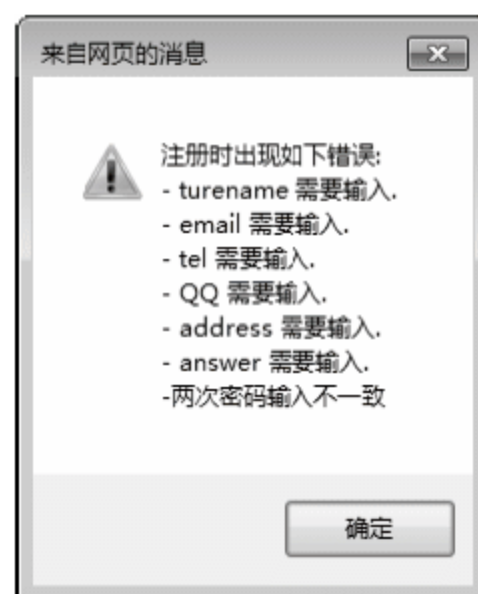 来自网页的消息
注册时出现如下错误:
- turename 需要输入.
- email 需要输入.
- tel 需要输入.
- QQ 需要输入.
- address 需要输入.
- answer 需要输入.
-两次密码输入不一致
确定